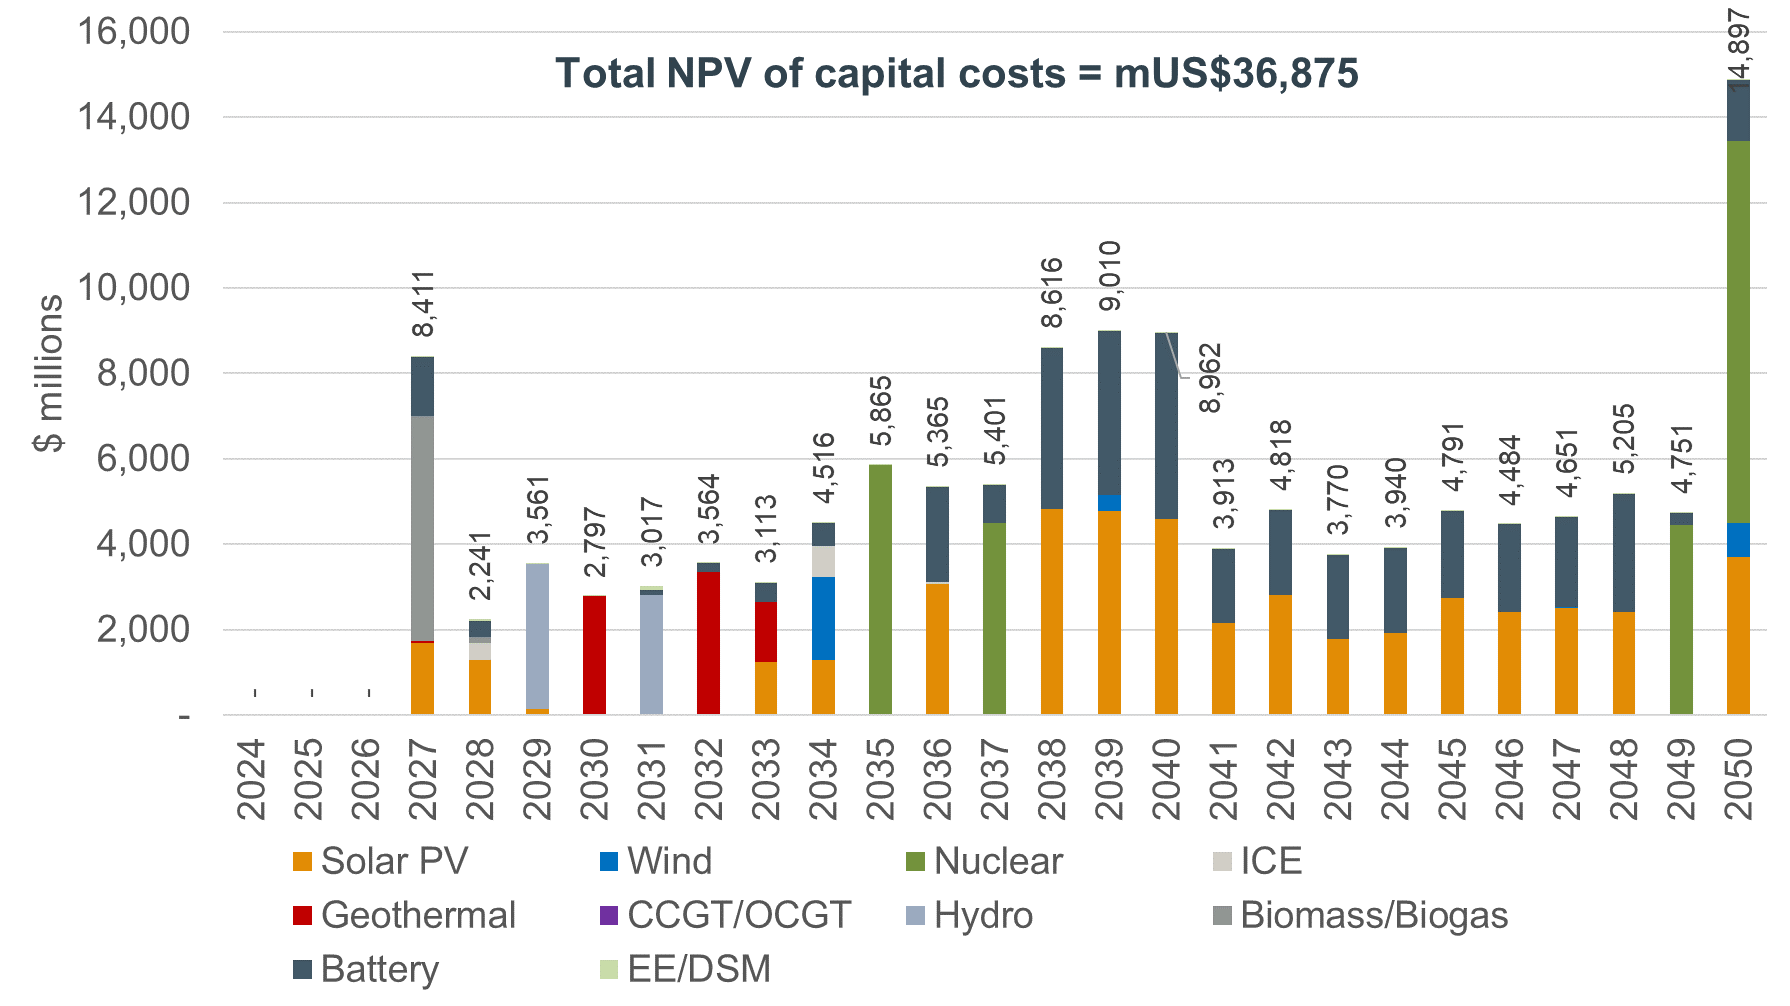 Total NPV of capital costs = mUS$36,875
$ millions
16,000
14,000
12,000
10,000
8,000
6,000
4,000
2,000
-
- - - 8,411 2,241 3,561 2,797 3,017 3,564 3,113 4,516 5,865 5,365 5,401 8,616 9,010 8,962 3,913 4,818 3,770 3,940 4,791 4,484 4,651 5,205 4,751 14,897
2024 2025 2026 2027 2028 2029 2030 2031 2032 2033 2034 2035 2036 2037 2038 2039 2040 2041 2042 2043 2044 2045 2046 2047 2048 2049 2050
Solar PV Wind Nuclear ICE
Geothermal CCGT/OCGT Hydro Biomass/Biogas
Battery EE/DSM